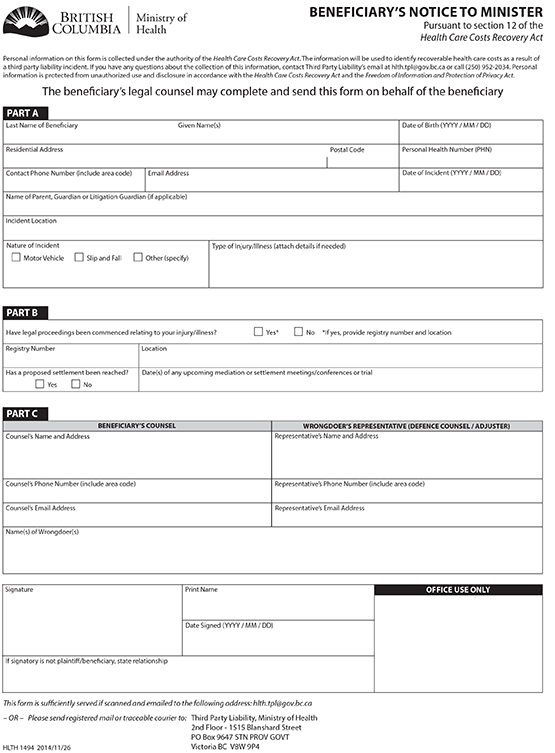 BRITISH
COLUMBIA
Ministry of
Health
BENEFICIARY'S NOTICE TO MINISTER
Pursuant to section 12 of the
Health Care Costs Recovery Act
Personal information on this form is collected under the authority of the Health Care Costs Recovery Act. The information will be used to identify recoverable health care costs as a result of
a third party liability incident. If you have any questions about the collection of this information, contact Third Party Liability's email at hlth.tpl@gov.bc.ca or call (250) 952-2034. Personal
information is protected from unauthorized use and disclosure in accordance with the Health Care Costs Recovery Act and the Freedom of Information and Protection of Privacy Act.
The beneficiary's legal counsel may complete and send this form on behalf of the beneficiary
PART A
Last Name of Beneficiary Given Name(s) Date of Birth (YYYY / MM / DD)
Residential Address Postal Code Personal Health Number (PHN)
Contact Phone Number (include area code) Email Address Date of Incident (YYYY / MM / DD)
Name of Parent, Guardian or Litigation Guardian (if applicable)
Incident Location
Nature of Incident Type of Injury/Illness (attach details if needed)
Motor Vehicle Slip and Fall Other (specify)
PART B
Have legal proceedings been commenced relating to your injury/illness? Yes* No *If yes, provide registry number and location
Registry Number Location
Has a proposed settlement been reached? Date(s) of any upcoming mediation or settlement meetings/conferences or trial
Yes No
PART C
BENEFICIARY'S COUNSEL WRONGDOER'S REPRESENTATIVE (DEFENCE COUNSEL / ADJUSTER)
Counsel's Name and Address Representative's Name and Address
Counsel's Phone Number (include area code) Representative's Phone Number (include area code)
Counsel's Email Address Representative's Email Address
Name(s) of Wrongdoer(s)
Signature Print Name OFFICE USE ONLY
Date Signed (YYYY / MM / DD)
If signatory is not plaintiff/beneficiary, state relationship
This form is sufficiently served if scanned and emailed to the following address: hlth.tpl@gov.bc.ca
– OR – Please send registered mail or traceable courier to: Third Party Liability, Ministry of Health
2nd Floor - 1515 Blanshard Street
PO Box 9647 STN PROV GOVT
HLTH 1494 2014/11/26 Victoria BC V8W 9P4